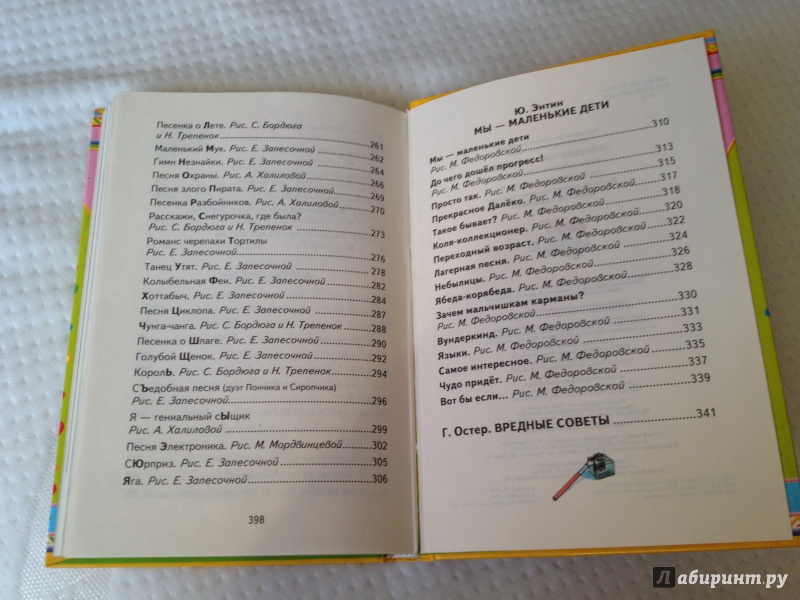 Песенка о Лете. Рис. С. Бордюга
и Н. Трепенок 261
Маленький Мук. Рис. Е. Запесочной 262
Гимн Незнайки. Рис. Е. Запесочной 264
Песня Охраны. Рис. А. Халиловой 266
Песня злого Пирата. Рис. Е. Запесочной 269
Песенка Разбойников. Рис. А. Халиловой 270
Расскажи, Снегурочка, где была?
Рис. С. Бордюга и Н. Трепенок 273
Романс черепахи Тортилы
Рис. Е. Запесочной 276
Танец Утят. Рис. Е. Запесочной 278
Колыбельная Феи. Рис. Е. Запесочной 282
Хоттабыч. Рис. Е. Запесочной 284
Песня Циклопа. Рис. Е. Запесочной 287
Чунга-чанга. Рис. С. Бордюга и Н. Трепенок 288
Песенка о Шпаге. Рис. Е. Запесочной 290
Голубой Щенок. Рис. Е. Запесочной 292
КоролЬ. Рис. С. Бордюга и Н. Трепенок 294
СЪедобная песня (дуэт Пончика и Сиропчика)
Рис. Е. Запесочной 296
Я — гениальный сЫщик
Рис. А. Халиловой 299
Песня Электроника. Рис. М. Мордвинцевой 302
СЮрприз. Рис. Е. Запесочной 305
Яга. Рис. Е. Запесочной 306
398
Ю. Энтин
МЫ — МАЛЕНЬКИЕ ДЕТИ
Мы — маленькие дети
Рис. М. Федоровской 310
До чего дошёл прогресс!
Рис. М. Федоровской 313
Просто так. Рис. М. Федоровской 315
Прекрасное Далёко. Рис. М. Федоровской 317
Такое бывает? Рис. М. Федоровской 318
Коля-коллекционер. Рис. М. Федоровской 320
Переходный возраст. Рис. М. Федоровской 322
Лагерная песня. Рис. М. Федоровской 324
Небылицы. Рис. М. Федоровской 326
Ябеда-корябеда. Рис. М. Федоровской 328
Зачем мальчишкам карманы?
Рис. М. Федоровской 330
Вундеркинд. Рис. М. Федоровской 331
Языки. Рис. М. Федоровской 333
Самое интересное. Рис. М. Федоровской 335
Чудо придёт. Рис. М. Федоровской 337
Вот бы если... Рис. М. Федоровской 339
Г. Остер. ВРЕДНЫЕ СОВЕТЫ 341
Лабиринт.ру